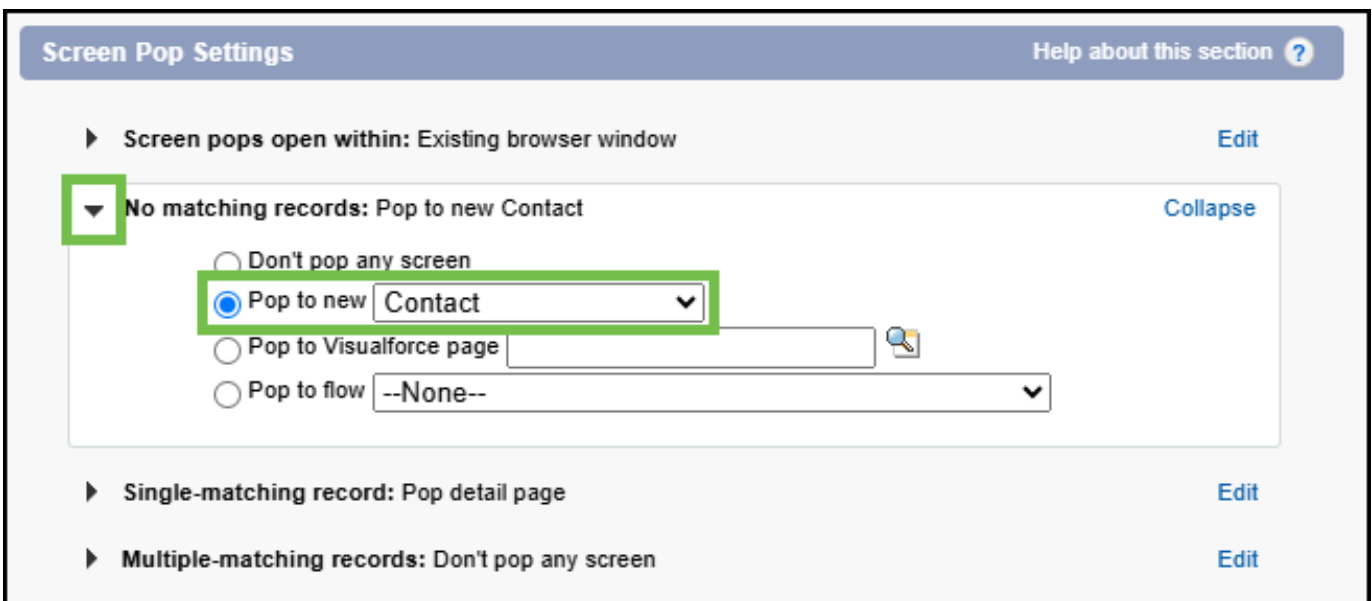 Screen Pop Settings Help about this section ?
Screen pops open within: Existing browser window Edit
No matching records: Pop to new Contact Collapse
Don't pop any screen
Pop to new Contact
Pop to Visualforce page
Pop to flow --None--
Single-matching record: Pop detail page Edit
Multiple-matching records: Don't pop any screen Edit